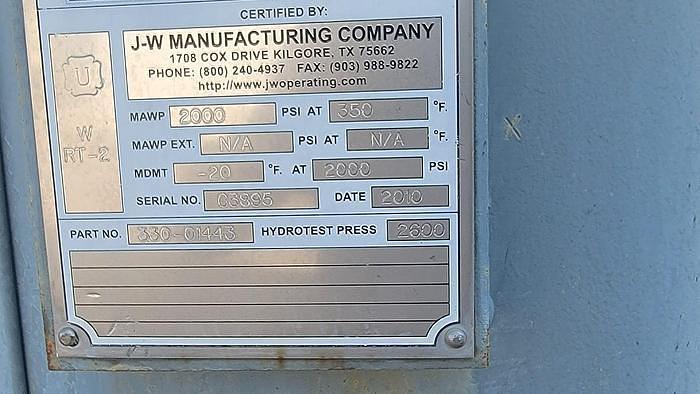 CERTIFIED BY:
J-W MANUFACTURING COMPANY
1708 COX DRIVE KILGORE, TX 75662
PHONE: (800) 240-4937 FAX: (903) 988-9822
http://www.jwoperating.com
U
W
RT-2
MAWP 2000 PSI AT 350 °F.
MAWP EXT. N/A PSI AT N/A °F.
MDMT -20 °F. AT 2000 PSI
SERIAL NO. C6895 DATE 2010
PART NO. 330-01443 HYDROTEST PRESS 2600